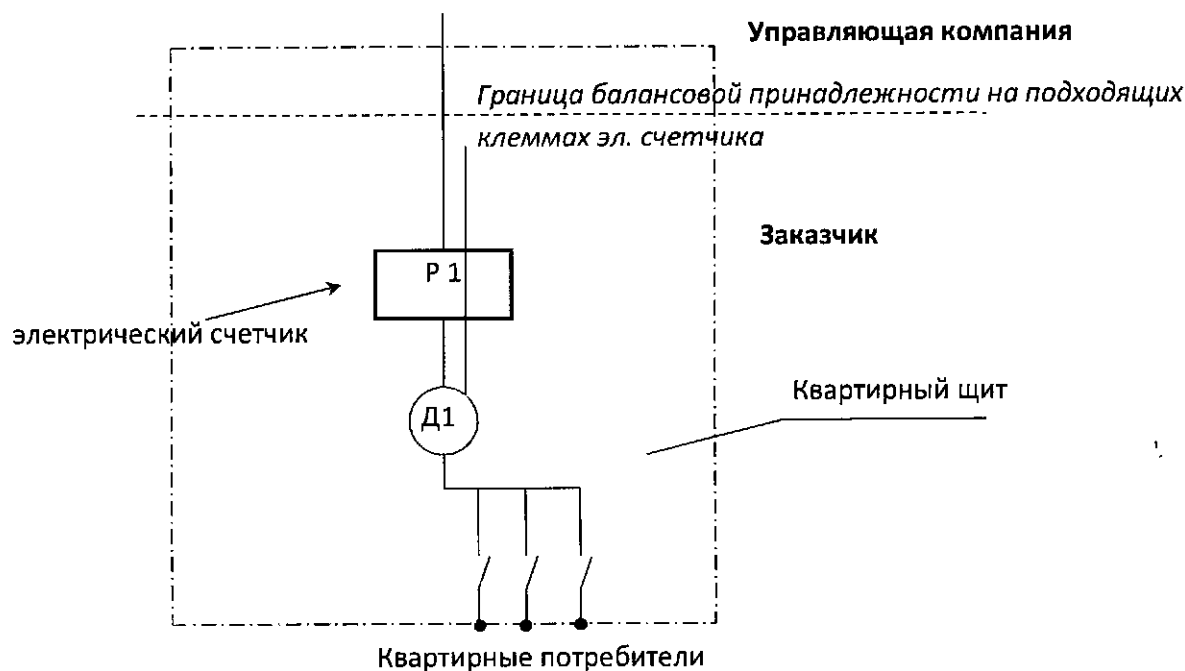 Управляющая компания
Граница балансовой принадлежности на подходящих
клеммах эл. счетчика
Заказчик
Р 1
электрический счетчик
Квартирный щит
Д1
Квартирные потребители